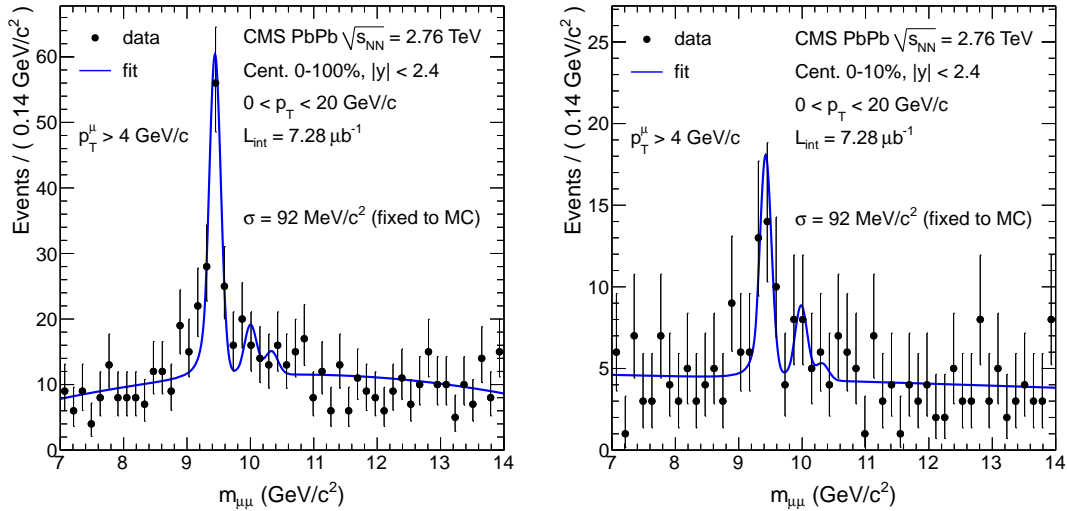 data
fit
CMS PbPb √s_NN = 2.76 TeV
Cent. 0-100%, |y| < 2.4
0 < p_T < 20 GeV/c
p_T^μ > 4 GeV/c
L_int = 7.28 μb⁻¹
σ = 92 MeV/c² (fixed to MC)
Events / ( 0.14 GeV/c² )
0
10
20
30
40
50
60
7 8 9 10 11 12 13 14
m_μμ (GeV/c²)
data
fit
CMS PbPb √s_NN = 2.76 TeV
Cent. 0-10%, |y| < 2.4
0 < p_T < 20 GeV/c
p_T^μ > 4 GeV/c
L_int = 7.28 μb⁻¹
σ = 92 MeV/c² (fixed to MC)
Events / ( 0.14 GeV/c² )
0
5
10
15
20
25
7 8 9 10 11 12 13 14
m_μμ (GeV/c²)